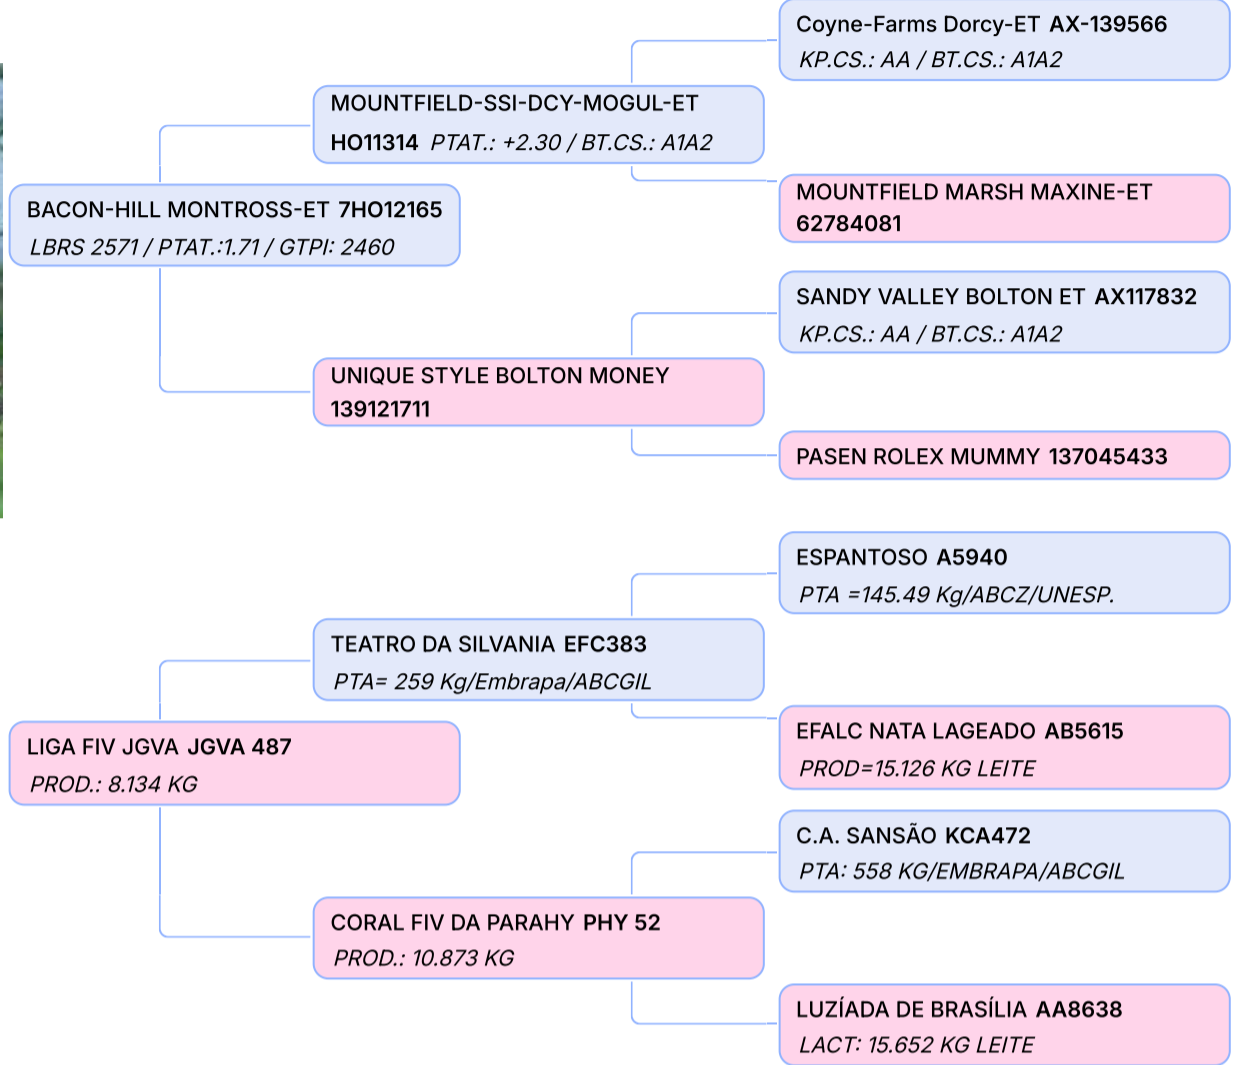 Coyne-Farms Dorcy-ET AX-139566
KP.CS.: AA / BT.CS.: A1A2
MOUNTFIELD-SSI-DCY-MOGUL-ET
HO11314 PTAT.: +2.30 / BT.CS.: A1A2
MOUNTFIELD MARSH MAXINE-ET
62784081
BACON-HILL MONTROSS-ET 7HO12165
LBRS 2571 / PTAT.:1.71 / GTPI: 2460
SANDY VALLEY BOLTON ET AX117832
KP.CS.: AA / BT.CS.: A1A2
UNIQUE STYLE BOLTON MONEY
139121711
PASEN ROLEX MUMMY 137045433
ESPANTOSO A5940
PTA =145.49 Kg/ABCZ/UNESP.
TEATRO DA SILVANIA EFC383
PTA= 259 Kg/Embrapa/ABCGIL
EFALC NATA LAGEADO AB5615
PROD=15.126 KG LEITE
LIGA FIV JGVA JGVA 487
PROD.: 8.134 KG
C.A. SANSÃO KCA472
PTA: 558 KG/EMBRAPA/ABCGIL
CORAL FIV DA PARAHY PHY 52
PROD.: 10.873 KG
LUZÍADA DE BRASÍLIA AA8638
LACT: 15.652 KG LEITE